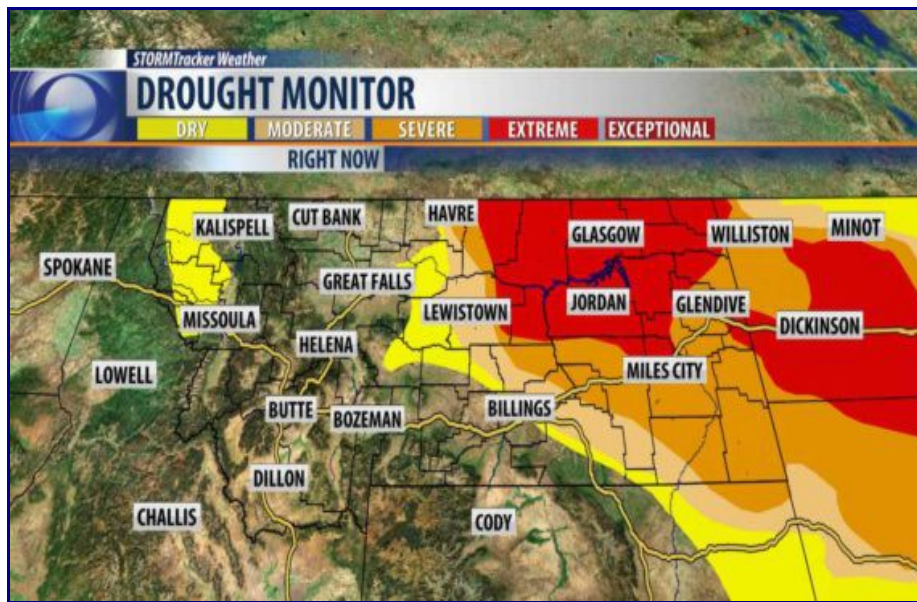 STORMTracker Weather
DROUGHT MONITOR
DRY MODERATE SEVERE EXTREME EXCEPTIONAL
RIGHT NOW
KALISPELL CUT BANK HAVRE GLASGOW WILLISTON MINOT
SPOKANE GREAT FALLS
MISSOULA LEWISTOWN JORDAN GLENDIVE DICKINSON
HELENA
LOWELL MILES CITY
BUTTE BOZEMAN BILLINGS
DILLON
CHALLIS CODY